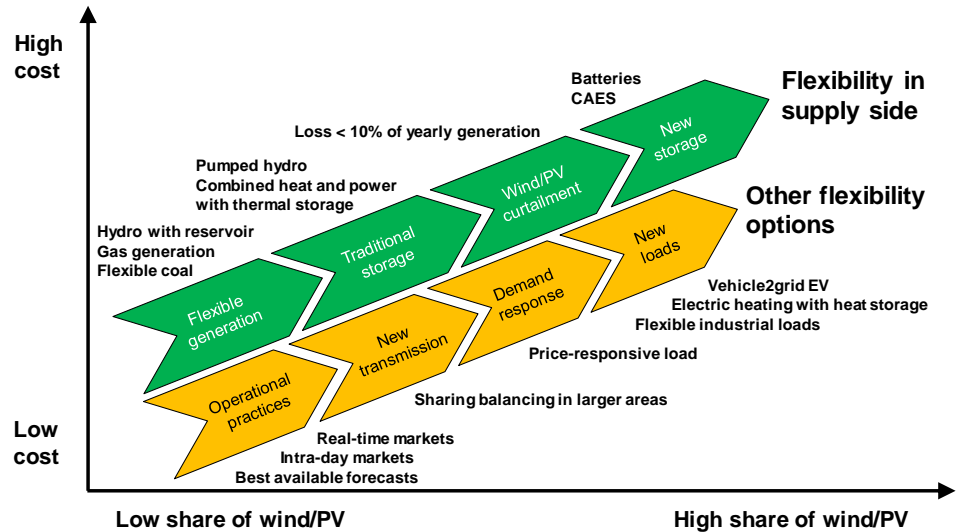 High
cost
Batteries
CAES
Flexibility in
supply side
Loss < 10% of yearly generation
New
storage
Pumped hydro
Combined heat and power
with thermal storage
Wind/PV
curtailment
Other flexibility
options
Hydro with reservoir
Gas generation
Flexible coal
Traditional
storage
New
loads
Flexible
generation
Demand
response
Vehicle2grid EV
Electric heating with heat storage
Flexible industrial loads
New
transmission
Price-responsive load
Operational
practices
Sharing balancing in larger areas
Low
cost
Real-time markets
Intra-day markets
Best available forecasts
Low share of wind/PV
High share of wind/PV